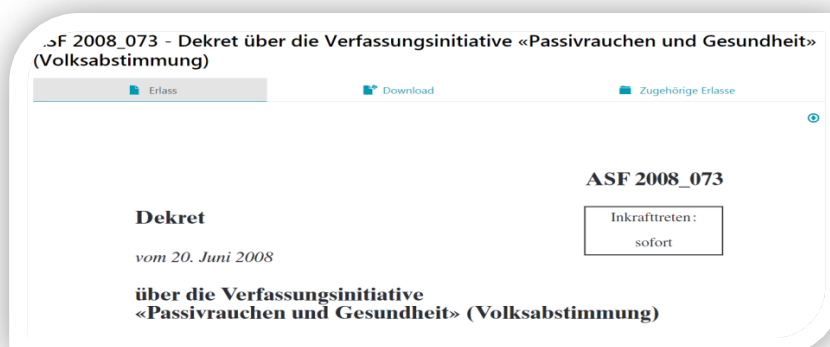 ASF 2008_073 - Dekret über die Verfassungsinitiative «Passivrauchen und Gesundheit»
(Volksabstimmung)
Erlass
Download
Zugehörige Erlasse
ASF 2008_073
Dekret
Inkrafttreten:
sofort
vom 20. Juni 2008
über die Verfassungsinitiative
«Passivrauchen und Gesundheit» (Volksabstimmung)